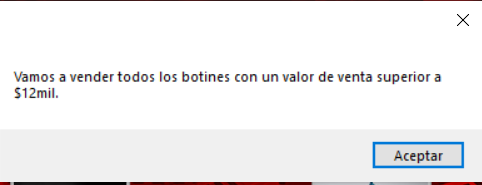 Vamos a vender todos los botines con un valor de venta superior a
$12mil.
Aceptar